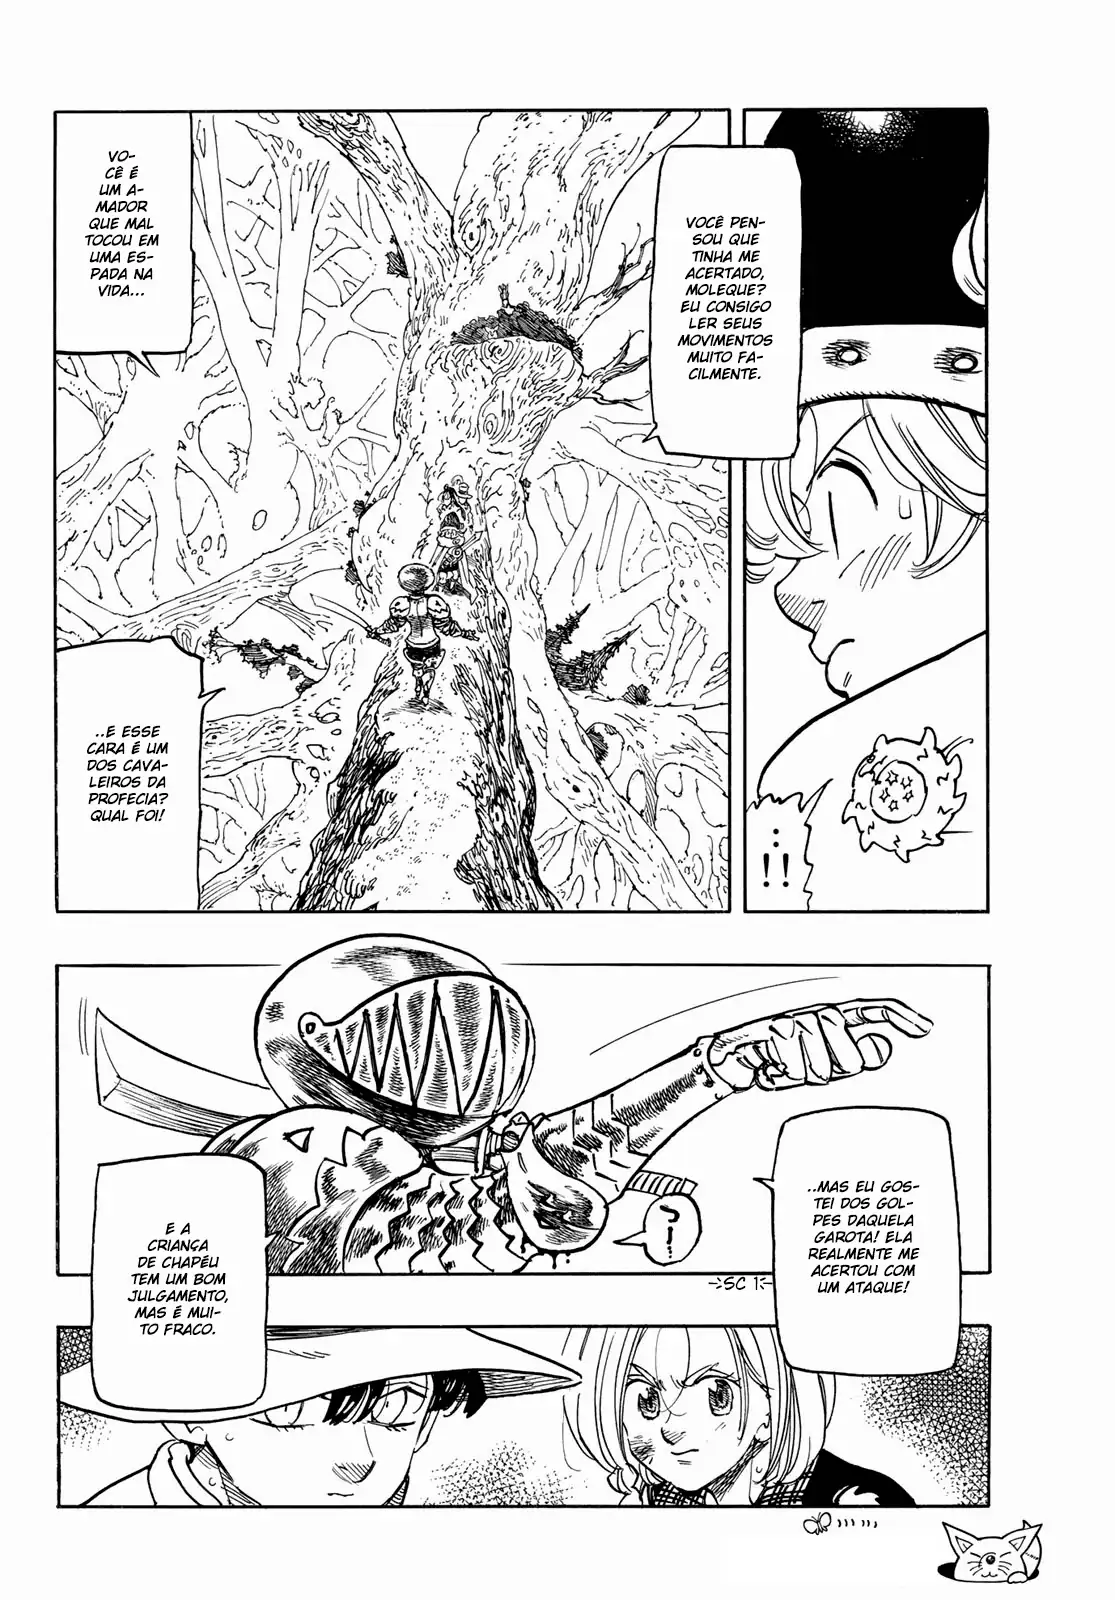 VOCÊ PEN-
SOU QUE
TINHA ME
ACERTADO,
MOLEQUE?
EU CONSIGO
LER SEUS
MOVIMENTOS
MUITO FA-
CILMENTE.
VO-
CÊ É
UM A-
MADOR
QUE MAL
TOCOU EM
UMA ES-
PADA NA
VIDA...
..E ESSE
CARA É UM
DOS CAVA-
LEIROS DA
PROFECIA?
QUAL FOI!
..!!
..MAS EU GOS-
TEI DOS GOL-
PES DAQUELA
GAROTA! ELA
REALMENTE ME
ACERTOU COM
UM ATAQUE!
?...
SC 1
E A
CRIANÇA
DE CHAPÉU
TEM UM BOM
JULGAMENTO,
MAS É MUI-
TO FRACO.